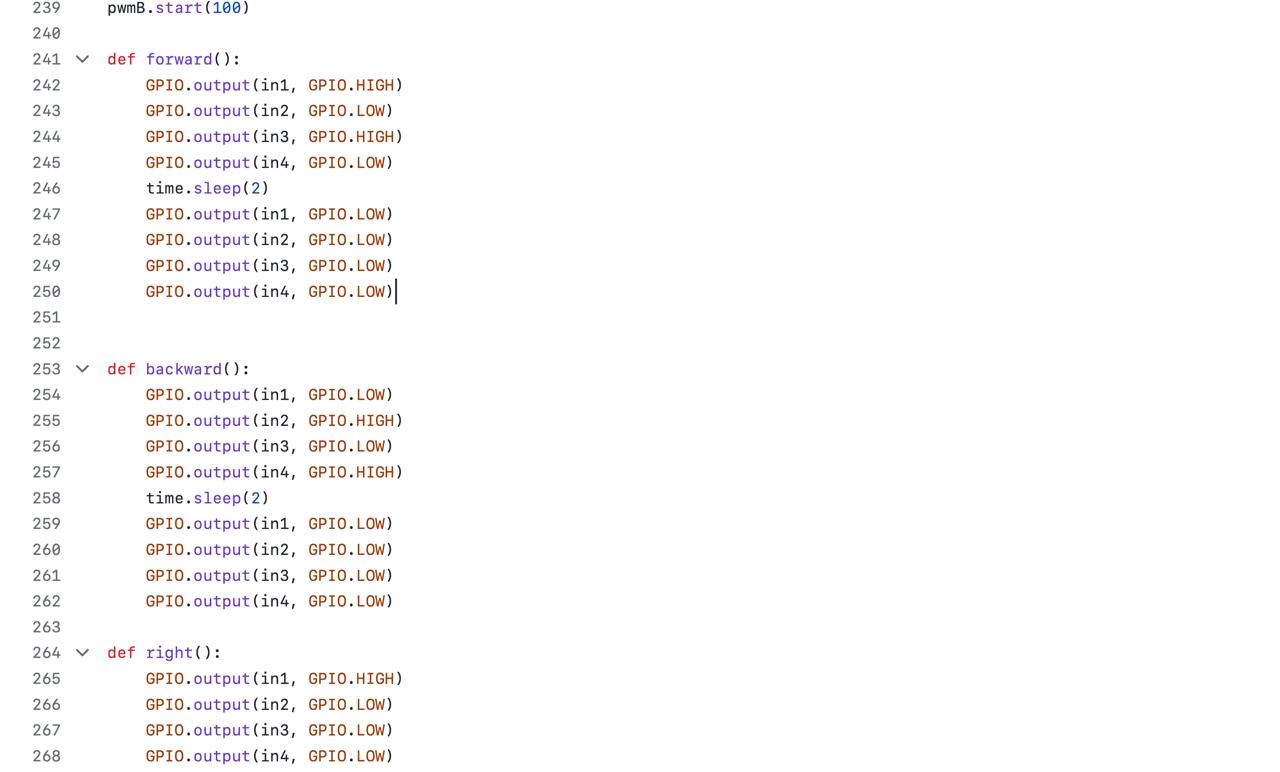 239 pwmB.start(100)
240
241 def forward():
242     GPIO.output(in1, GPIO.HIGH)
243     GPIO.output(in2, GPIO.LOW)
244     GPIO.output(in3, GPIO.HIGH)
245     GPIO.output(in4, GPIO.LOW)
246     time.sleep(2)
247     GPIO.output(in1, GPIO.LOW)
248     GPIO.output(in2, GPIO.LOW)
249     GPIO.output(in3, GPIO.LOW)
250     GPIO.output(in4, GPIO.LOW)
251
252
253 def backward():
254     GPIO.output(in1, GPIO.LOW)
255     GPIO.output(in2, GPIO.HIGH)
256     GPIO.output(in3, GPIO.LOW)
257     GPIO.output(in4, GPIO.HIGH)
258     time.sleep(2)
259     GPIO.output(in1, GPIO.LOW)
260     GPIO.output(in2, GPIO.LOW)
261     GPIO.output(in3, GPIO.LOW)
262     GPIO.output(in4, GPIO.LOW)
263
264 def right():
265     GPIO.output(in1, GPIO.HIGH)
266     GPIO.output(in2, GPIO.LOW)
267     GPIO.output(in3, GPIO.LOW)
268     GPIO.output(in4, GPIO.LOW)